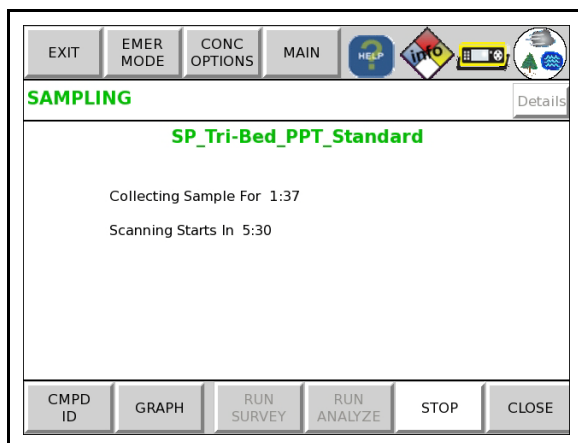 EXIT
EMER
MODE
CONC
OPTIONS
MAIN
HELP
info
SAMPLING
Details
SP_Tri-Bed_PPT_Standard
Collecting Sample For 1:37
Scanning Starts In 5:30
CMPD
ID
GRAPH
RUN
SURVEY
RUN
ANALYZE
STOP
CLOSE